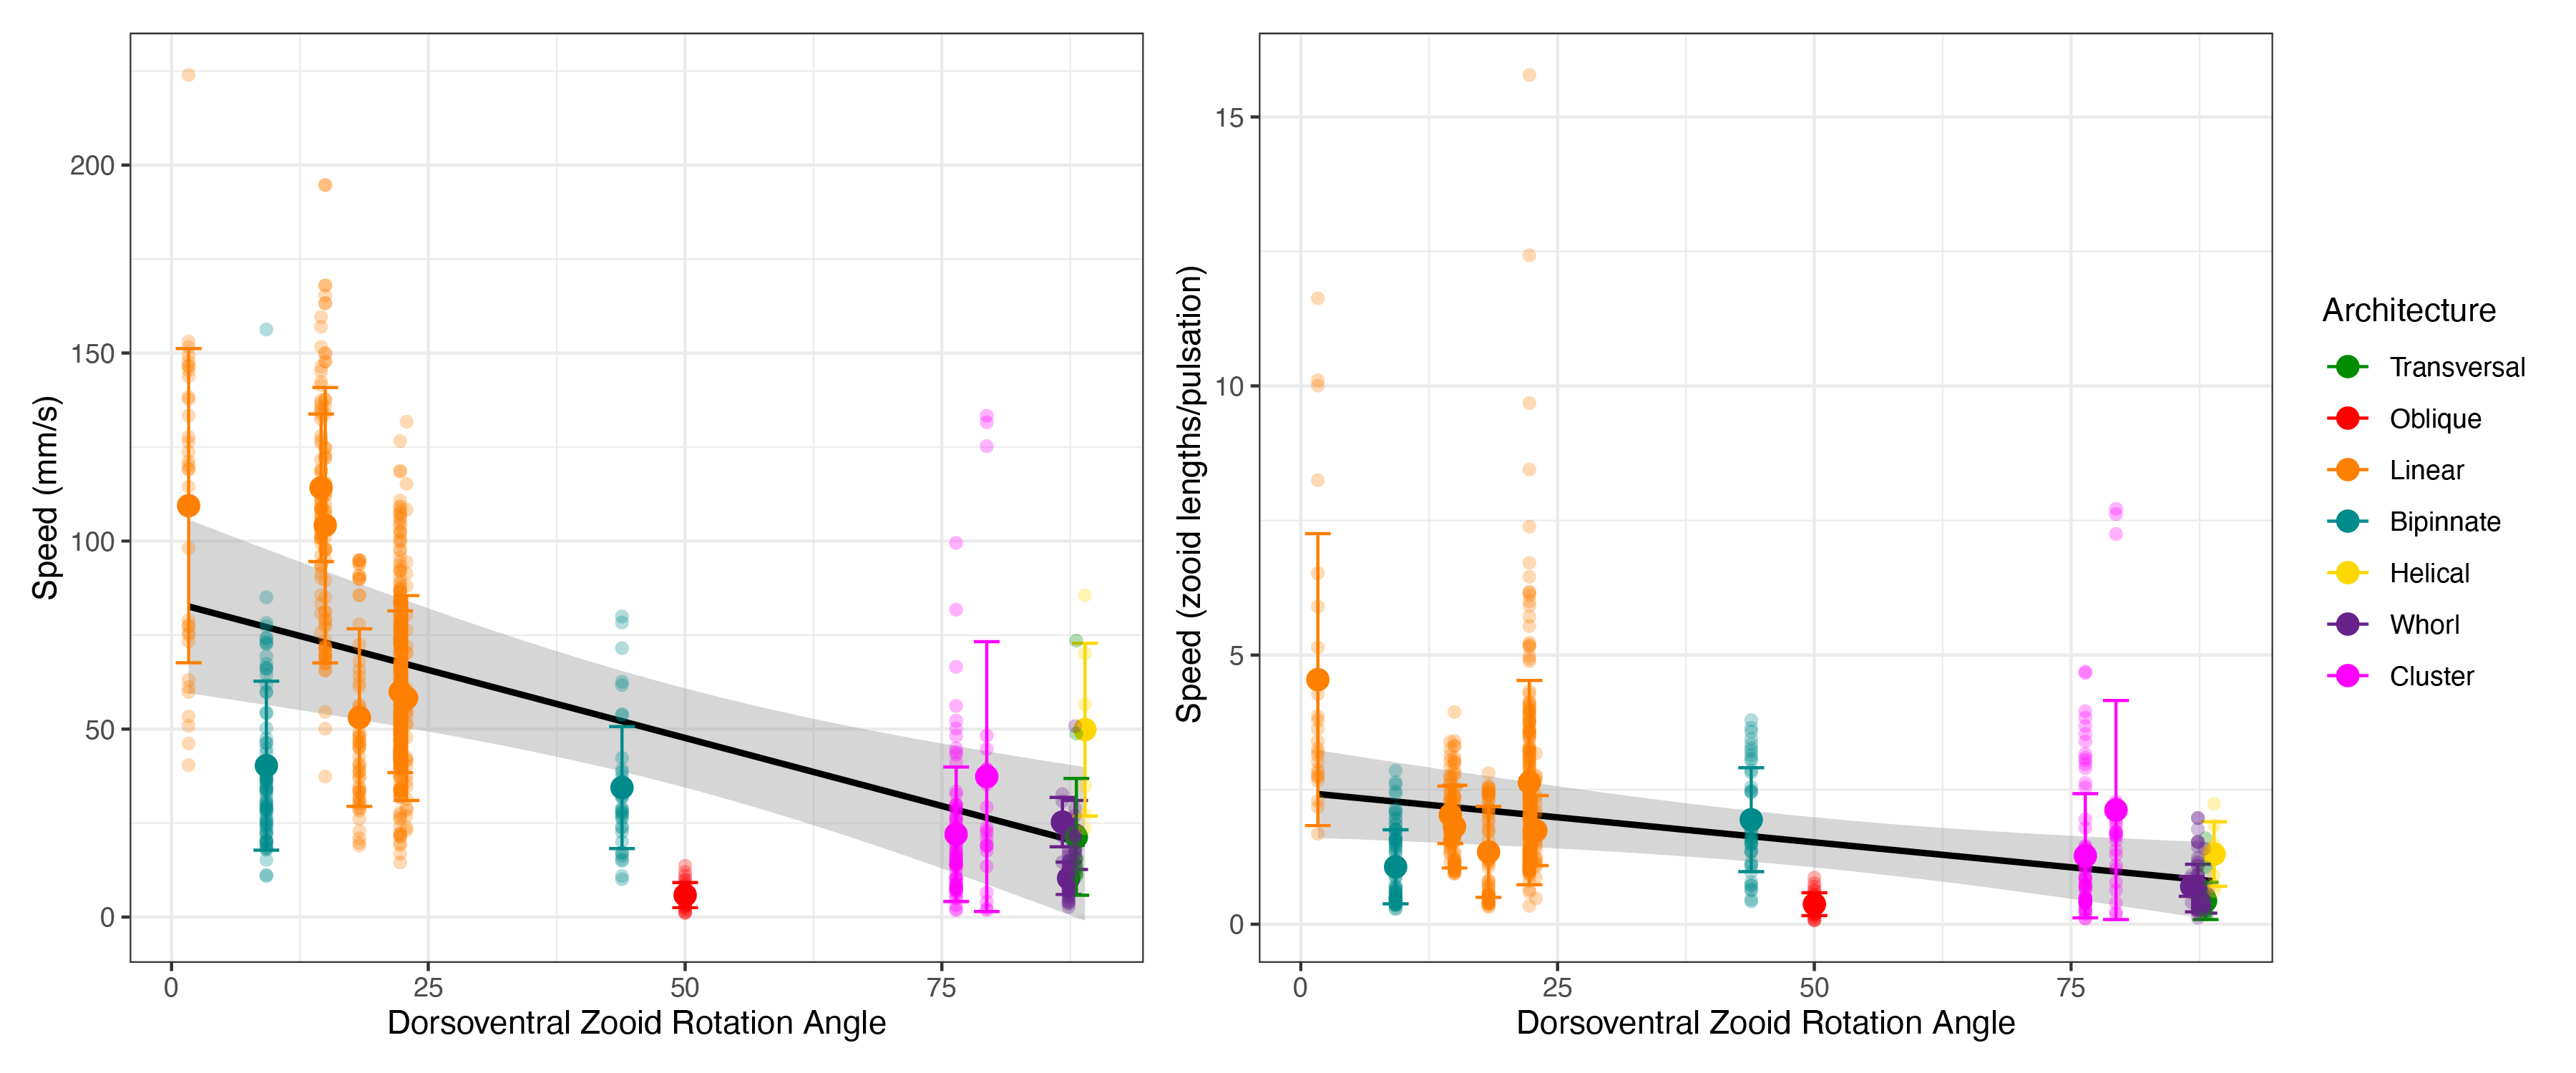 Speed (mm/s)
200
150
100
50
0
0 25 50 75
Dorsoventral Zooid Rotation Angle
Speed (zooid lengths/pulsation)
15
10
5
0
0 25 50 75
Dorsoventral Zooid Rotation Angle
Architecture
Transversal
Oblique
Linear
Bipinnate
Helical
Whorl
Cluster